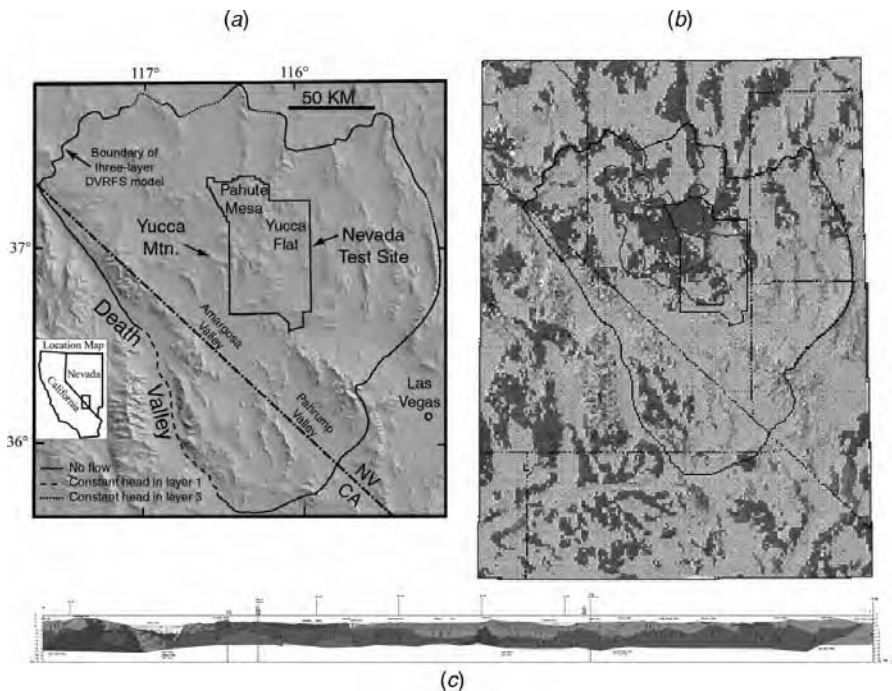 (a)
(b)
117°
116°
50 KM
Boundary of
three-layer
DVRFS model
Pahute
Mesa
Yucca
Mtn.
Yucca
Flat
Nevada
Test Site
37°
Death
Valley
Amargosa
Valley
Location Map
Nevada
California
Pahrump
Valley
Las
Vegas
36°
NV
CA
No flow
Constant head in layer 1
Constant head in layer 3
(c)